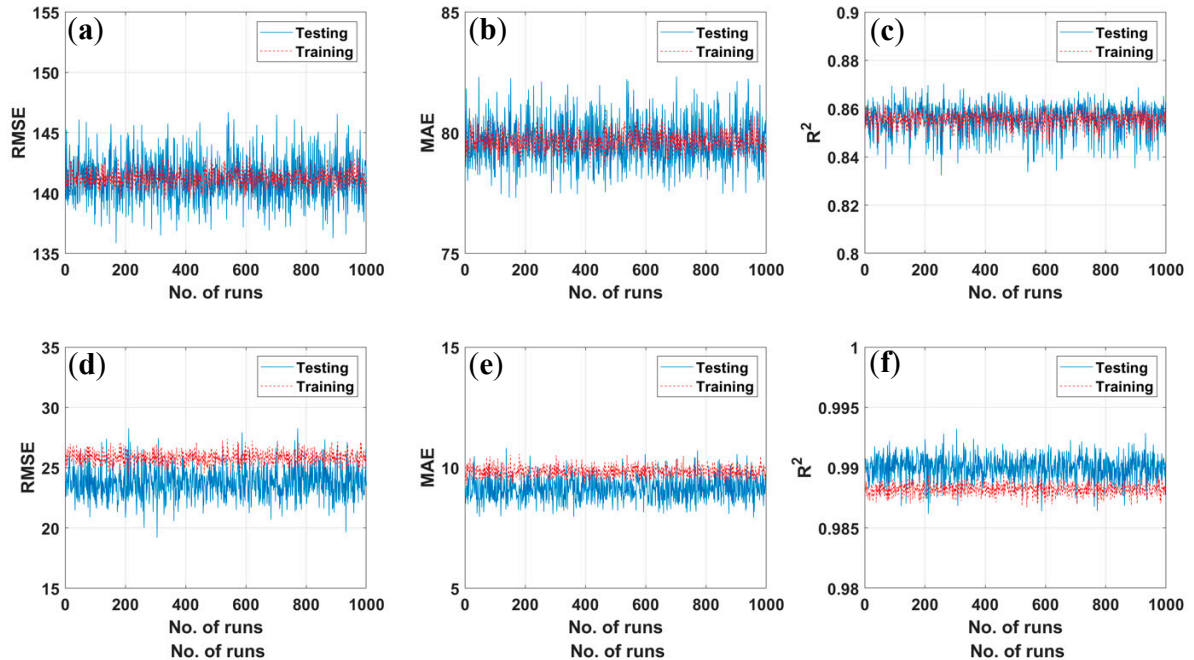 (a)
155
150
145
140
135
RMSE
Testing
Training
0 200 400 600 800 1000
No. of runs
(b)
85
80
75
MAE
Testing
Training
0 200 400 600 800 1000
No. of runs
(c)
0.9
0.88
0.86
0.84
0.82
0.8
R²
Testing
Training
0 200 400 600 800 1000
No. of runs
(d)
35
30
25
20
15
RMSE
Testing
Training
0 200 400 600 800 1000
No. of runs
No. of runs
(e)
15
10
5
MAE
Testing
Training
0 200 400 600 800 1000
No. of runs
No. of runs
(f)
1
0.995
0.99
0.985
0.98
R²
Testing
Training
0 200 400 600 800 1000
No. of runs
No. of runs